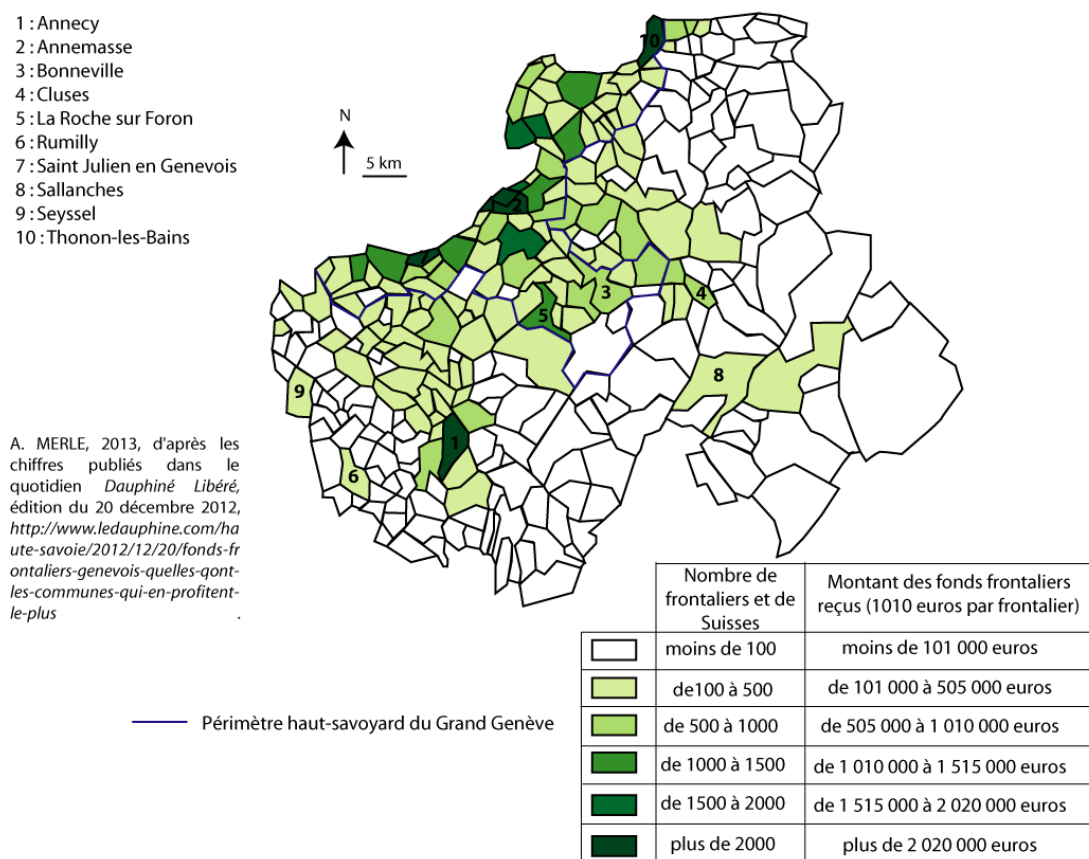 1 : Annecy
2 : Annemasse
3 : Bonneville
4 : Cluses
5 : La Roche sur Foron
6 : Rumilly
7 : Saint Julien en Genevois
8 : Sallanches
9 : Seyssel
10 : Thonon-les-Bains
N
5 km
10
2
3
4
5
8
9
1
6
A. MERLE, 2013, d'après les
chiffres publiés dans le
quotidien Dauphiné Libéré,
édition du 20 décembre 2012,
http://www.ledauphine.com/ha
ute-savoie/2012/12/20/fonds-fr
ontaliers-genevois-quelles-qont-
les-communes-qui-en-profitent-
le-plus .
Périmètre haut-savoyard du Grand Genève
Nombre de
frontaliers et de
Suisses
Montant des fonds frontaliers
reçus (1010 euros par frontalier)
moins de 100 moins de 101 000 euros
de100 à 500 de 101 000 à 505 000 euros
de 500 à 1000 de 505 000 à 1 010 000 euros
de 1000 à 1500 de 1 010 000 à 1 515 000 euros
de 1500 à 2000 de 1 515 000 à 2 020 000 euros
plus de 2000 plus de 2 020 000 euros